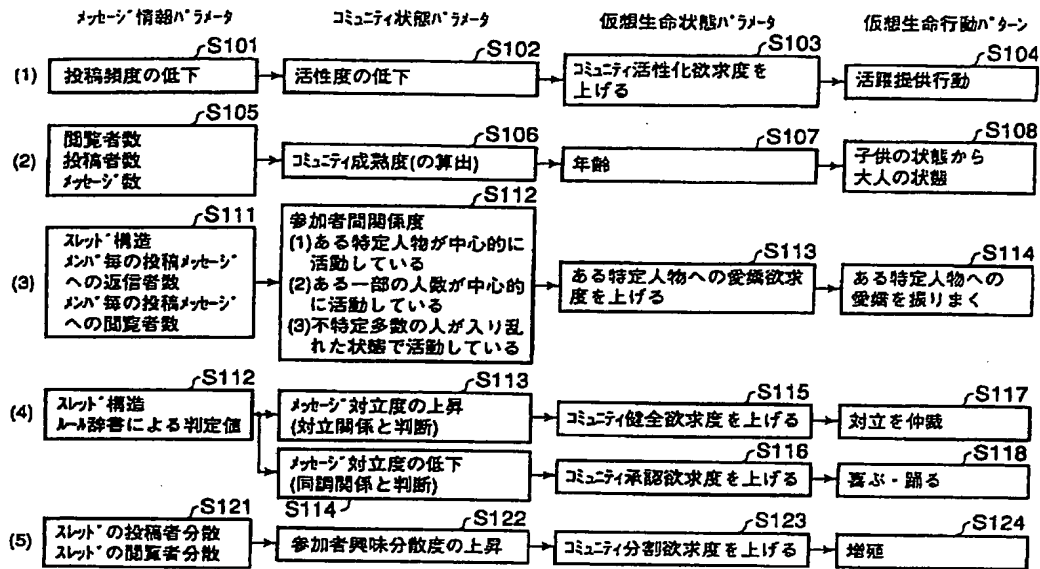 メッセージ情報パラメータ コミュニティ状態パラメータ 仮想生命状態パラメータ 仮想生命行動パターン
S101 S102 S103 S104
(1) 投稿頻度の低下 活性度の低下 コミュニティ活性化欲求度を
上げる 活躍提供行動
S105 S106 S107 S108
(2) 閲覧者数
投稿者数
メッセージ数
コミュニティ成熟度(の算出) 年齢 子供の状態から
大人の状態
S111 S112 S113 S114
(3) スレッド構造
メンバ毎の投稿メッセージ
への返信者数
メンバ毎の投稿メッセージ
への閲覧者数
参加者間関係度
(1)ある特定人物が中心的に
活動している
(2)ある一部の人数が中心的
に活動している
(3)不特定多数の人が入り乱
れた状態で活動している
ある特定人物への愛嬌欲求
度を上げる
ある特定人物への
愛嬌を振りまく
S112 S113 S115 S117
(4) スレッド構造
ルール辞書による判定値
メッセージ対立度の上昇
(対立関係と判断)
コミュニティ健全欲求度を上げる 対立を仲裁
S114 S116 S118
メッセージ対立度の低下
(同調関係と判断)
コミュニティ承認欲求度を上げる 喜ぶ・踊る
S121 S122 S123 S124
(5) スレッドの投稿者分散
スレッドの閲覧者分散
参加者興味分散度の上昇 コミュニティ分割欲求度を上げる 増殖